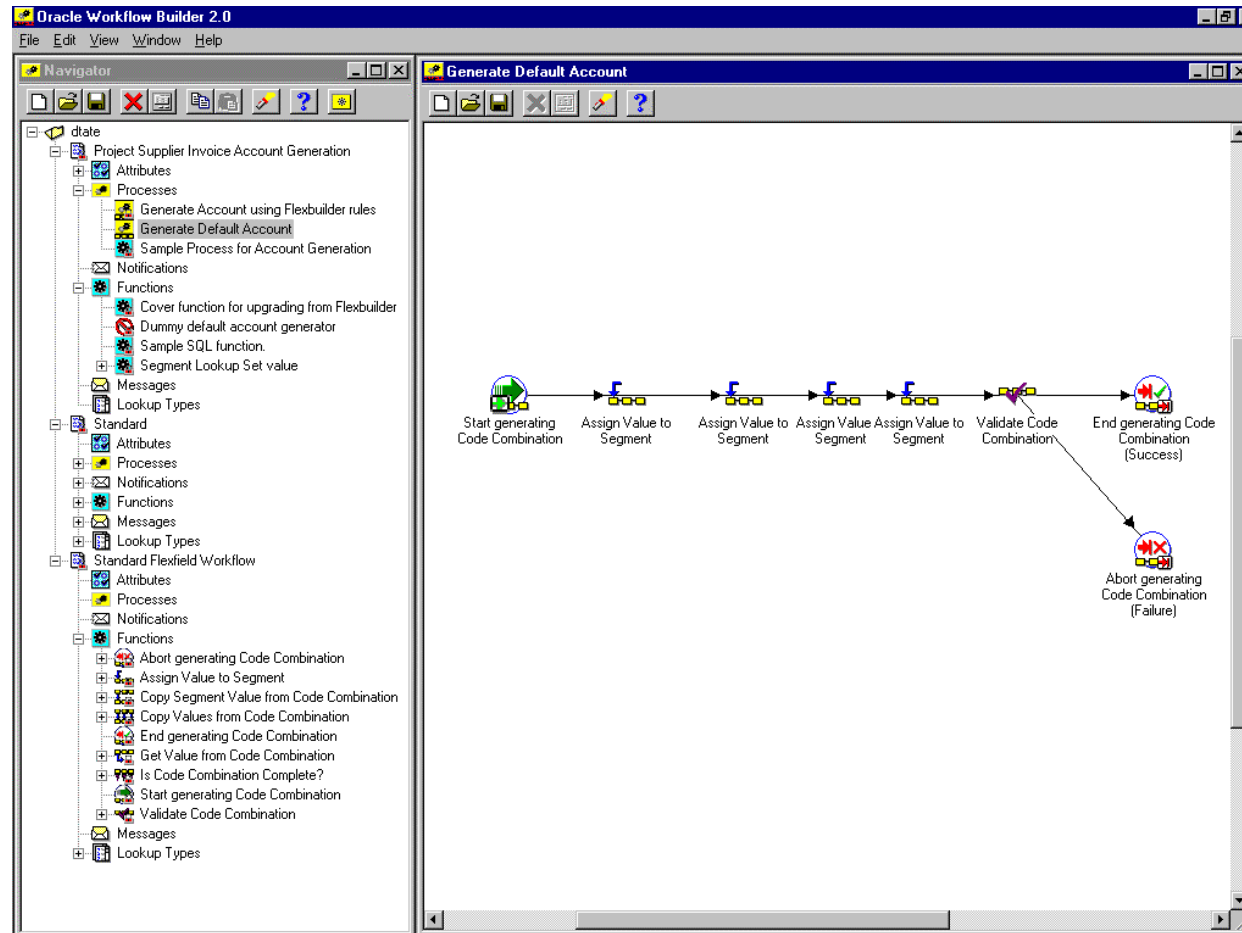 Oracle Workflow Builder 2.0
File Edit View Window Help
Navigator
dtate
Project Supplier Invoice Account Generation
Attributes
Processes
Generate Account using Flexbuilder rules
Generate Default Account
Sample Process for Account Generation
Notifications
Functions
Cover function for upgrading from Flexbuilder
Dummy default account generator
Sample SQL function.
Segment Lookup Set value
Messages
Lookup Types
Standard
Attributes
Processes
Notifications
Functions
Messages
Lookup Types
Standard Flexfield Workflow
Attributes
Processes
Notifications
Functions
Abort generating Code Combination
Assign Value to Segment
Copy Segment Value from Code Combination
Copy Values from Code Combination
End generating Code Combination
Get Value from Code Combination
Is Code Combination Complete?
Start generating Code Combination
Validate Code Combination
Messages
Lookup Types
Generate Default Account
Start generating
Code Combination
Assign Value to
Segment
Assign Value to
Segment
Assign Value
Segment
Assign Value to
Segment
Validate Code
Combination
End generating Code
Combination
(Success)
Abort generating
Code Combination
(Failure)